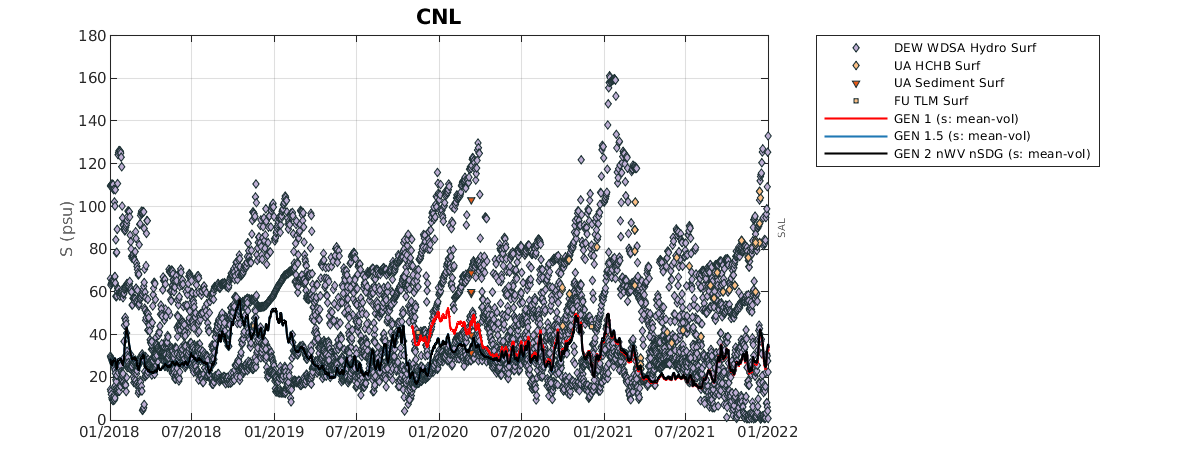 CNL
180
160
140
120
100
80
60
40
20
0
S (psu)
01/2018 07/2018 01/2019 07/2019 01/2020 07/2020 01/2021 07/2021 01/2022
SAL
DEW WDSA Hydro Surf
UA HCHB Surf
UA Sediment Surf
FU TLM Surf
GEN 1 (s: mean-vol)
GEN 1.5 (s: mean-vol)
GEN 2 nWV nSDG (s: mean-vol)